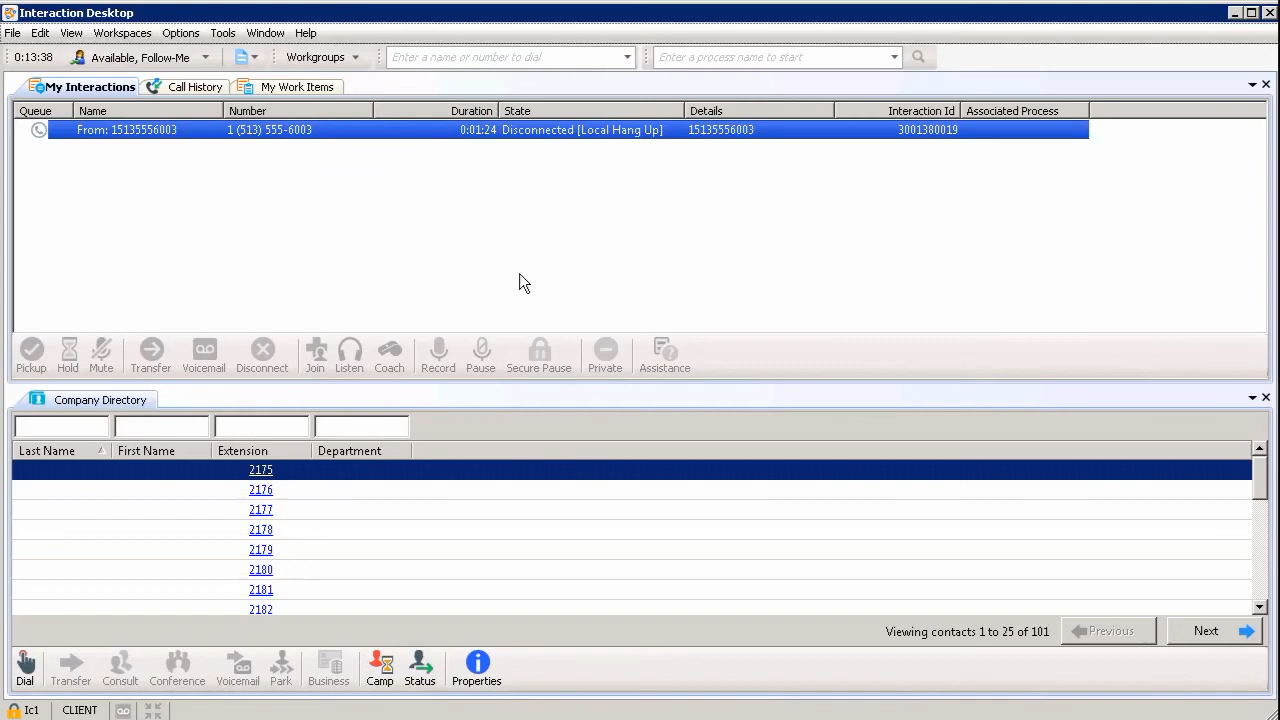 Interaction Desktop
File Edit View Workspaces Options Tools Window Help
0:13:38 Available, Follow-Me Workgroups Enter a name or number to dial Enter a process name to start
My Interactions Call History My Work Items
Queue Name Number Duration State Details Interaction Id Associated Process
From: 15135556003 1 (513) 555-6003 0:01:24 Disconnected [Local Hang Up] 15135556003 3001380019
Pickup Hold Mute Transfer Voicemail Disconnect Join Listen Coach Record Pause Secure Pause Private Assistance
Company Directory
Last Name First Name Extension Department
2175
2176
2177
2178
2179
2180
2181
2182
Viewing contacts 1 to 25 of 101 Previous Next
Dial Transfer Consult Conference Voicemail Park Business Camp Status Properties
Ic1 CLIENT